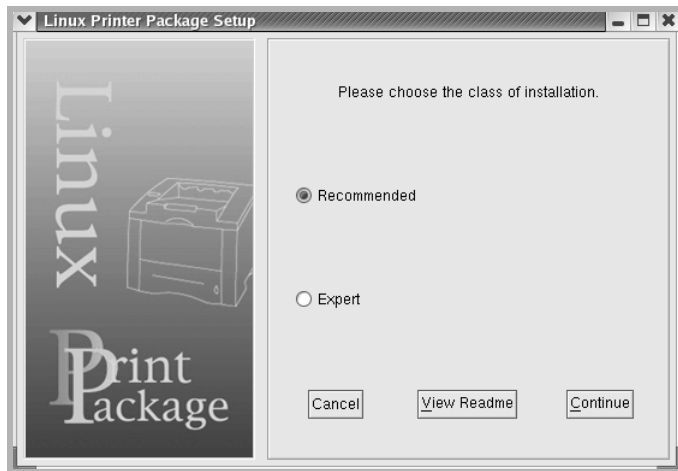 Linux Printer Package Setup
Linux
Print
Package
Please choose the class of installation.
Recommended
Expert
Cancel
View Readme
Continue